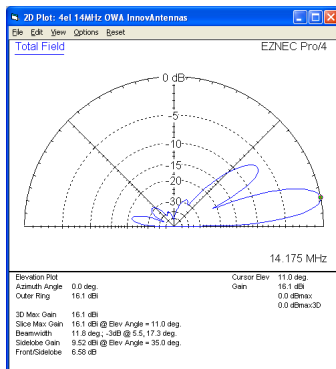 2D Plot: 4el 14MHz OWA InnovAntennas
File Edit View Options Reset
Total Field
EZNEC Pro/4
0 dB
-5
-10
-15
-20
-30
14.175 MHz
Elevation Plot
Azimuth Angle 0.0 deg.
Outer Ring 16.1 dBi
3D Max Gain 16.1 dBi
Slice Max Gain 16.1 dBi @ Elev Angle = 11.0 deg.
Beamwidth 11.8 deg.; -3dB @ 5.5, 17.3 deg.
Sidelobe Gain 9.52 dBi @ Elev Angle = 35.0 deg.
Front/Sidelobe 6.58 dB
Cursor Elev 11.0 deg.
Gain 16.1 dBi
0.0 dBmax
0.0 dBmax3D